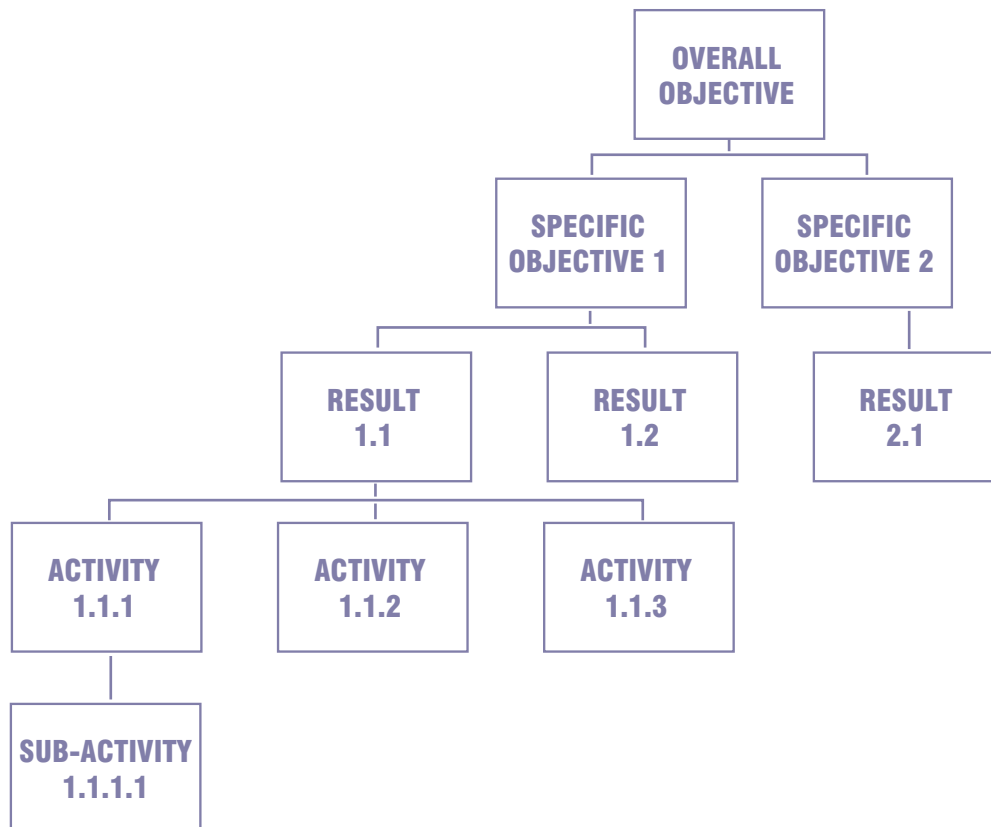 OVERALL
OBJECTIVE
SPECIFIC
OBJECTIVE 1
SPECIFIC
OBJECTIVE 2
RESULT
1.1
RESULT
1.2
RESULT
2.1
ACTIVITY
1.1.1
ACTIVITY
1.1.2
ACTIVITY
1.1.3
SUB-ACTIVITY
1.1.1.1